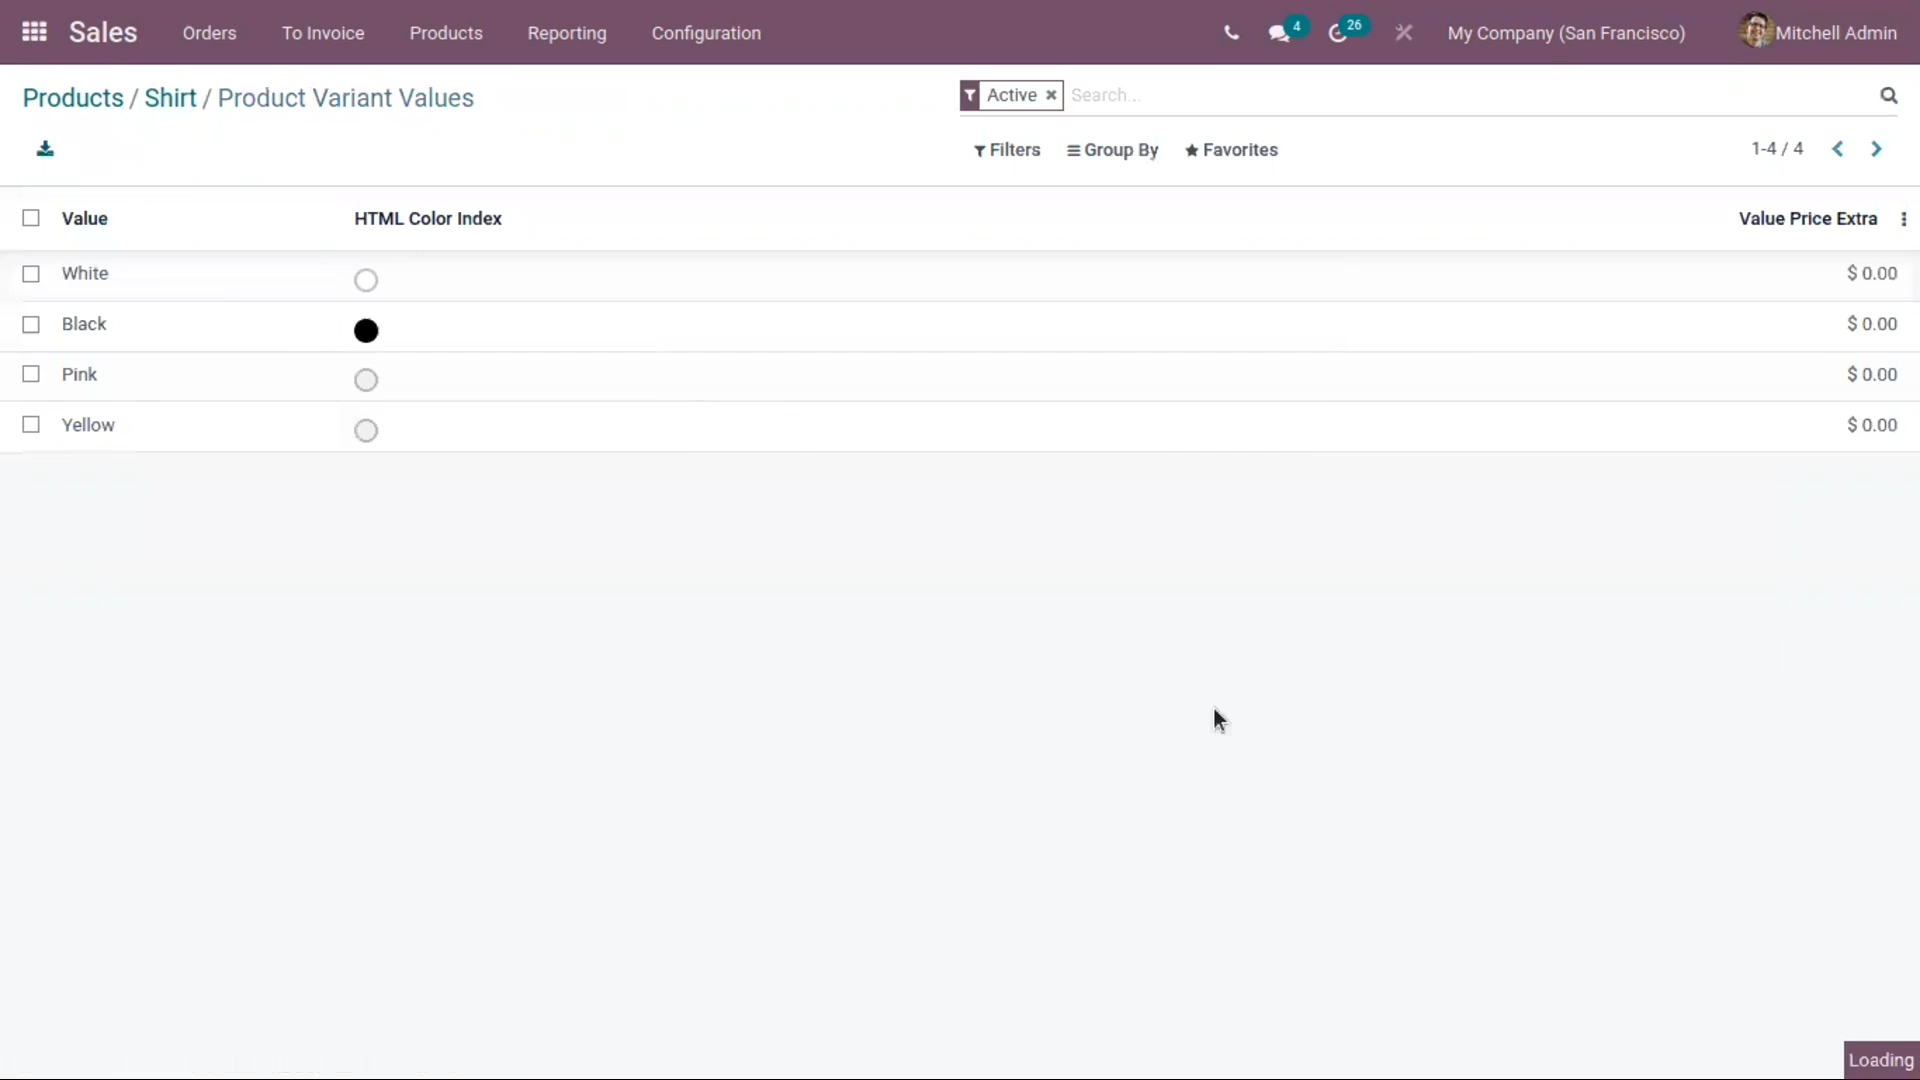 Sales Orders To Invoice Products Reporting Configuration 4 26 My Company (San Francisco) Mitchell Admin
Products / Shirt / Product Variant Values
Active Search...
Filters Group By Favorites 1-4 / 4
Value HTML Color Index Value Price Extra
White $ 0.00
Black $ 0.00
Pink $ 0.00
Yellow $ 0.00
Loading